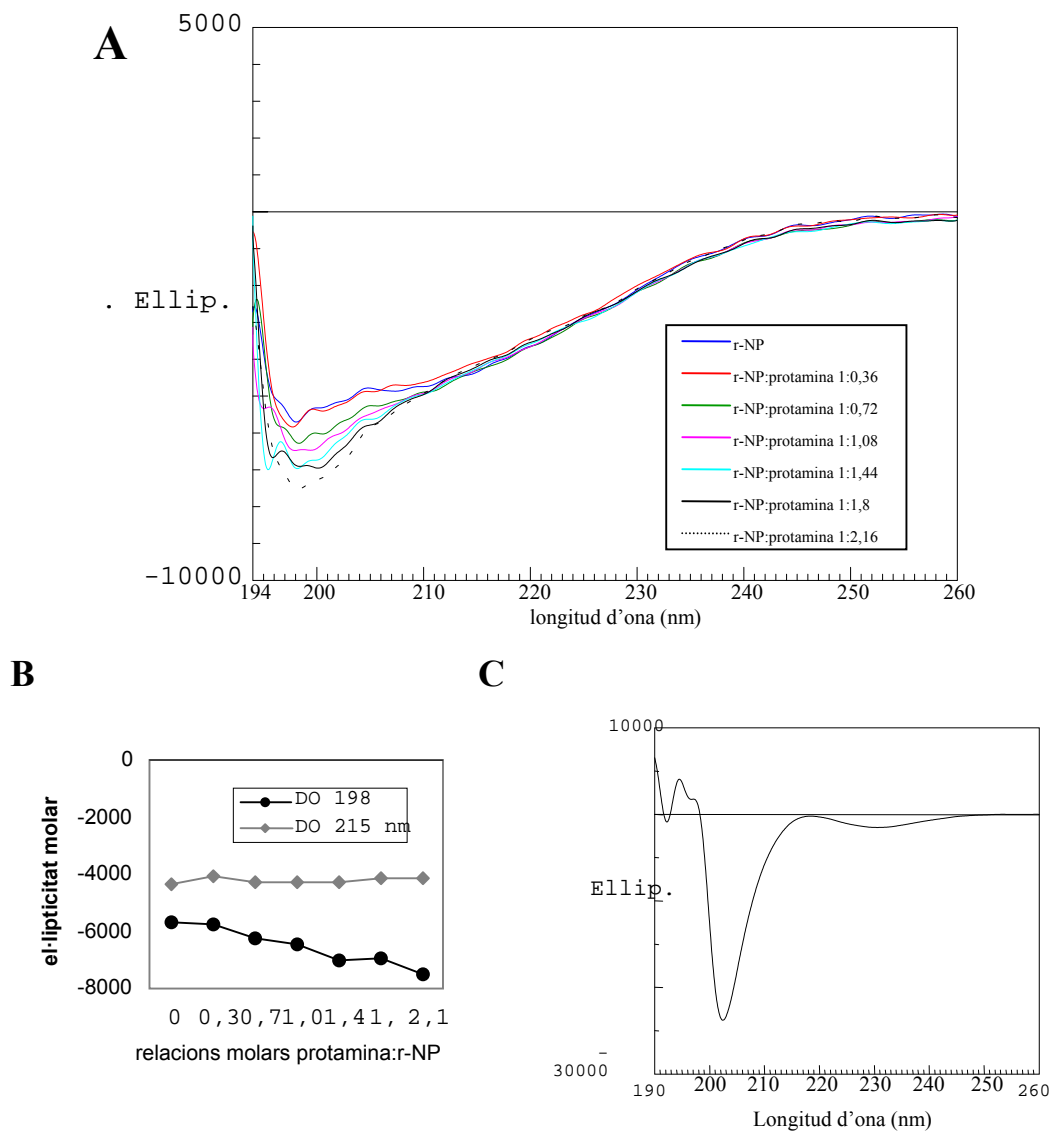 A
5000
. Ellip.
-10000
194 200 210 220 230 240 250 260
longitud d'ona (nm)
r-NP
r-NP:protamina 1:0,36
r-NP:protamina 1:0,72
r-NP:protamina 1:1,08
r-NP:protamina 1:1,44
r-NP:protamina 1:1,8
r-NP:protamina 1:2,16
B
0
-2000
-4000
-6000
-8000
el·lipticitat molar
DO 198
DO 215 nm
0 0,30,71,01,41, 2,1
relacions molars protamina:r-NP
C
10000
Ellip.
-
30000
190 200 210 220 230 240 250 260
Longitud d'ona (nm)